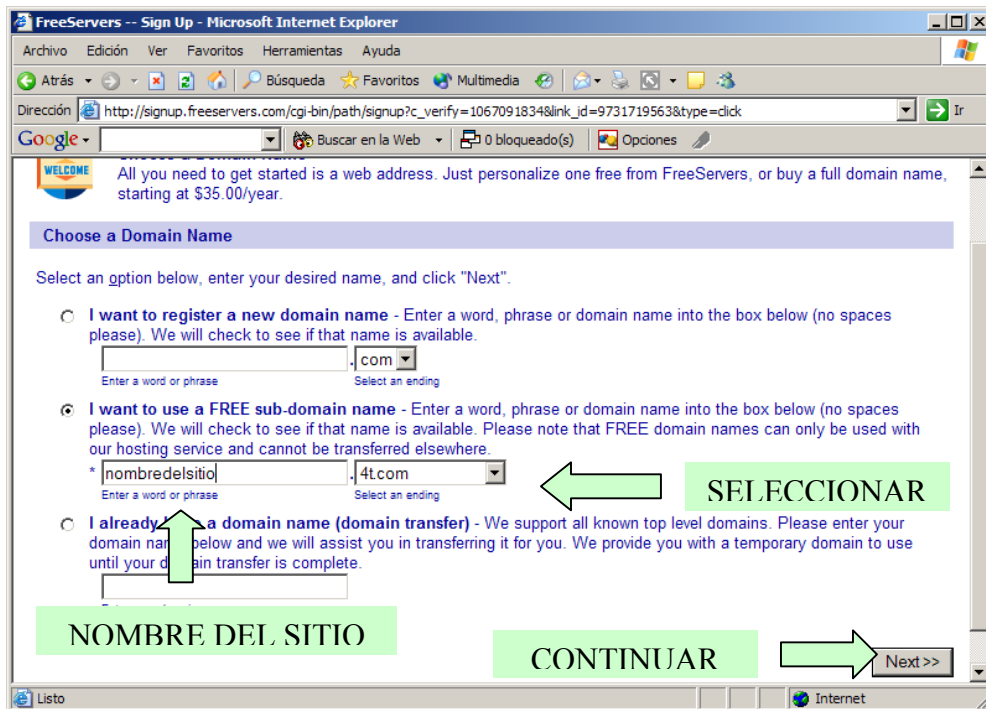 FreeServers -- Sign Up - Microsoft Internet Explorer
Archivo Edición Ver Favoritos Herramientas Ayuda
Atrás Búsqueda Favoritos Multimedia
Dirección http://signup.freeservers.com/cgi-bin/path/signup?c_verify=1067091834&link_id=9731719563&type=click Ir
Google Buscar en la Web 0 bloqueado(s) Opciones
Choose a Domain Name
WELCOME All you need to get started is a web address. Just personalize one free from FreeServers, or buy a full domain name,
starting at $35.00/year.
Choose a Domain Name
Select an option below, enter your desired name, and click "Next".
I want to register a new domain name - Enter a word, phrase or domain name into the box below (no spaces
please). We will check to see if that name is available.
. com
Enter a word or phrase Select an ending
I want to use a FREE sub-domain name - Enter a word, phrase or domain name into the box below (no spaces
please). We will check to see if that name is available. Please note that FREE domain names can only be used with
our hosting service and cannot be transferred elsewhere.
* nombredelsitio . 4t.com
Enter a word or phrase Select an ending
SELECCIONAR
I already a domain name (domain transfer) - We support all known top level domains. Please enter your
domain below and we will assist you in transferring it for you. We provide you with a temporary domain to use
until your transfer is complete.
NOMBRE DEL SITIO
CONTINUAR
Next >>
Listo Internet